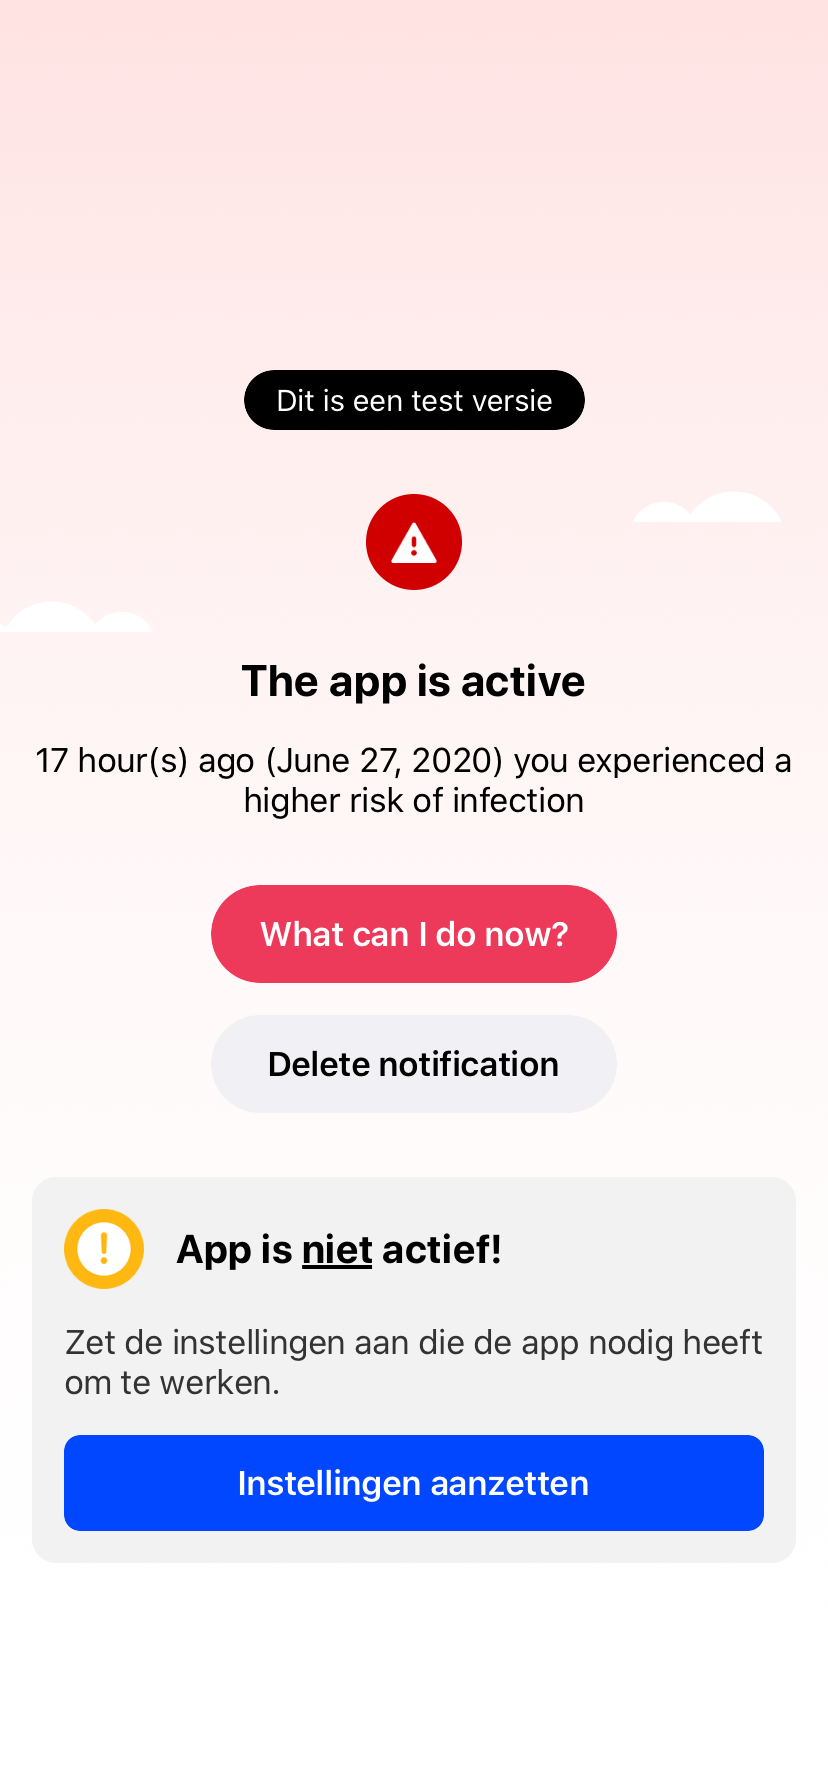 Dit is een test versie
The app is active
17 hour(s) ago (June 27, 2020) you experienced a
higher risk of infection
What can I do now?
Delete notification
App is niet actief!
Zet de instellingen aan die de app nodig heeft
om te werken.
Instellingen aanzetten